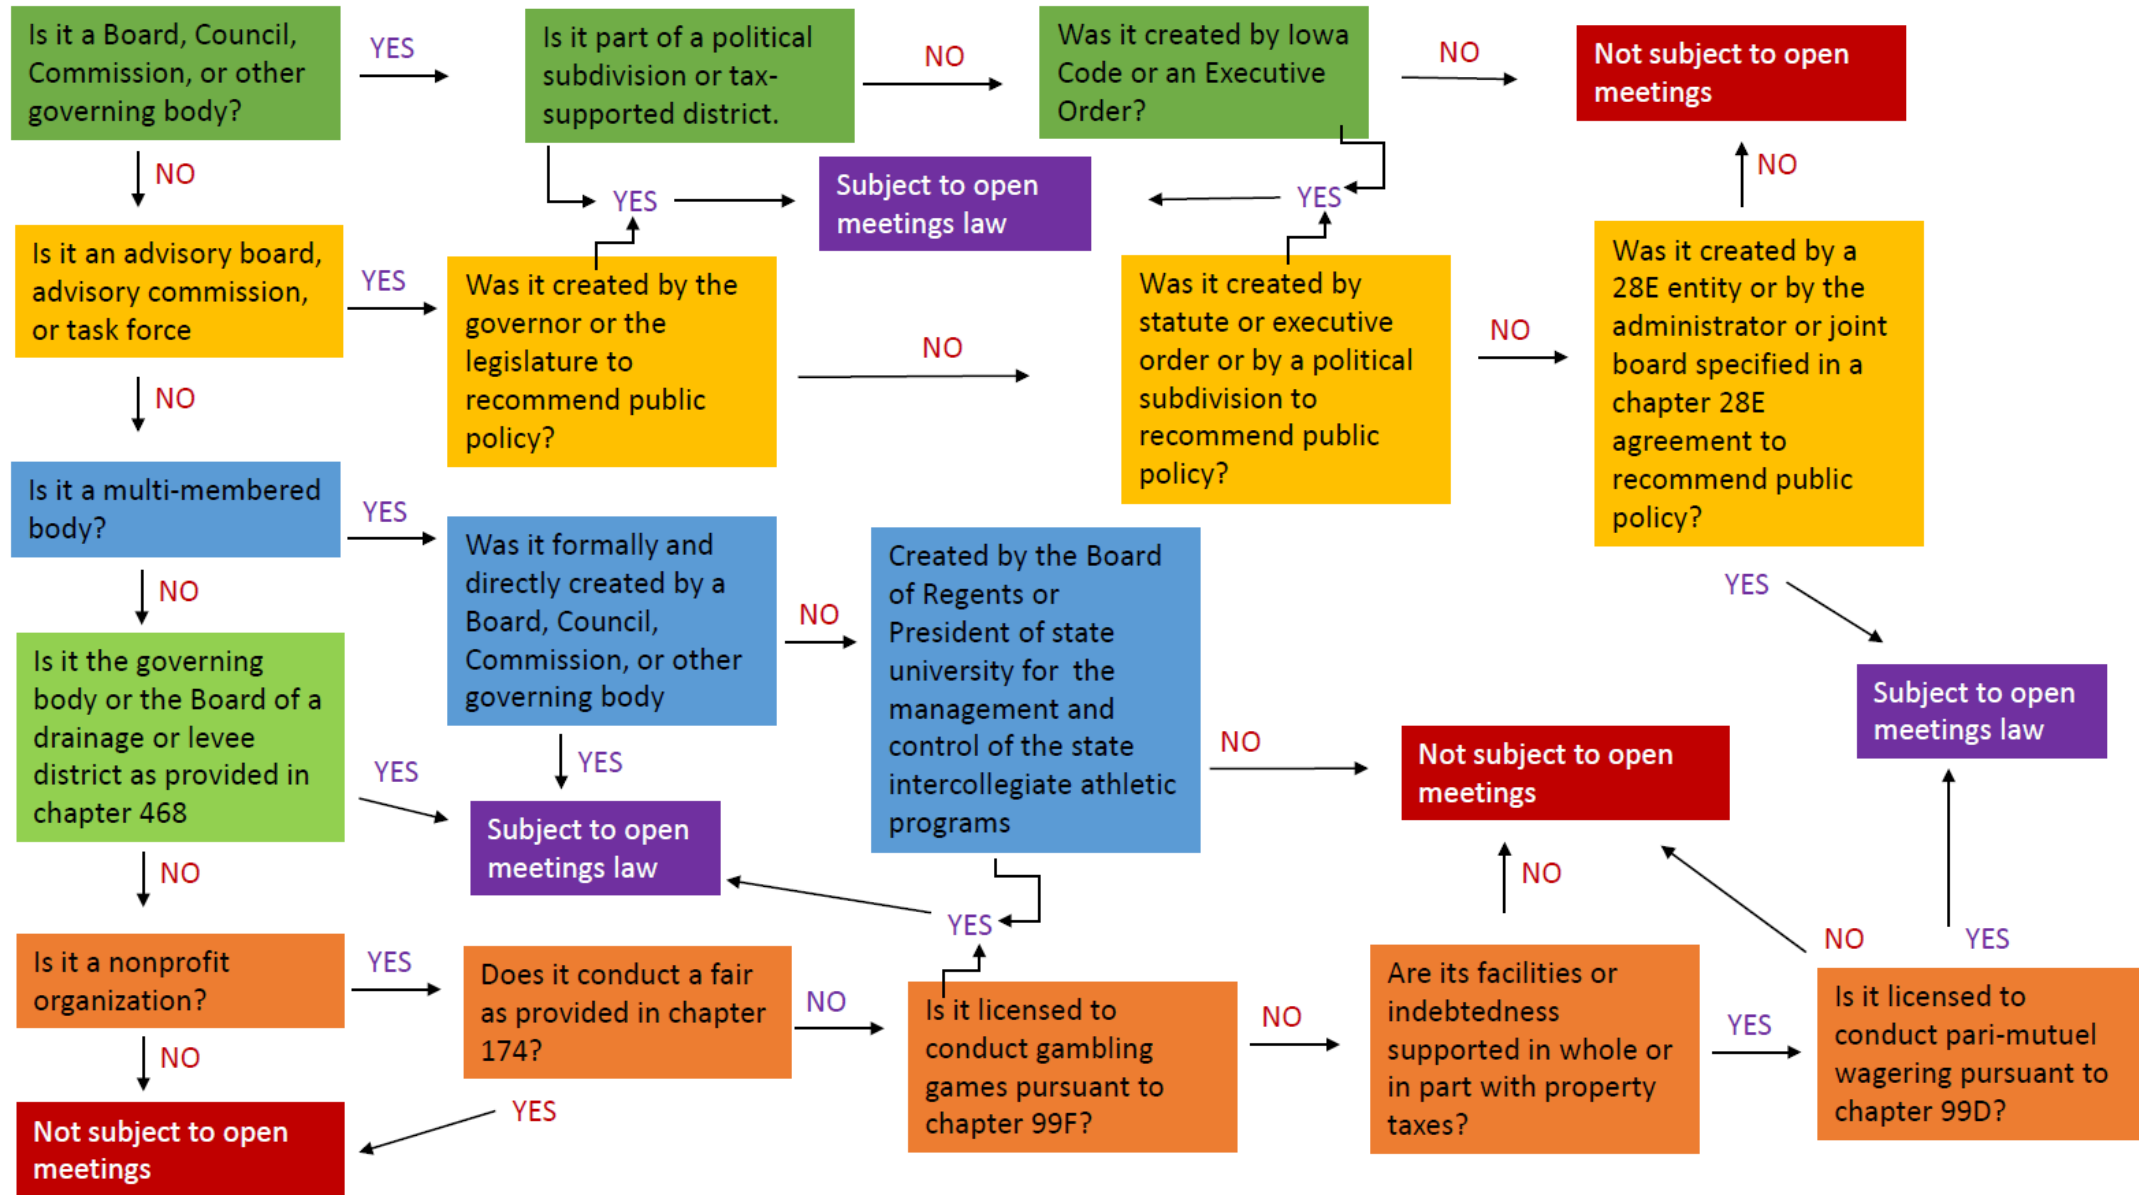 Is it a Board, Council,
Commission, or other
governing body?
YES
Is it part of a political
subdivision or tax-
supported district.
NO
Was it created by Iowa
Code or an Executive
Order?
NO
Not subject to open
meetings
NO
YES
Subject to open
meetings law
YES
NO
Is it an advisory board,
advisory commission,
or task force
YES
Was it created by the
governor or the
legislature to
recommend public
policy?
NO
Was it created by
statute or executive
order or by a political
subdivision to
recommend public
policy?
NO
Was it created by a
28E entity or by the
administrator or joint
board specified in a
chapter 28E
agreement to
recommend public
policy?
NO
YES
Subject to open
meetings law
Is it a multi-membered
body?
YES
Was it formally and
directly created by a
Board, Council,
Commission, or other
governing body
NO
Created by the Board
of Regents or
President of state
university for  the
management and
control of the state
intercollegiate athletic
programs
NO
Not subject to open
meetings
NO
YES
Is it the governing
body or the Board of a
drainage or levee
district as provided in
chapter 468
YES
Subject to open
meetings law
YES
NO
NO
NO
YES
Is it a nonprofit
organization?
YES
Does it conduct a fair
as provided in chapter
174?
NO
Is it licensed to
conduct gambling
games pursuant to
chapter 99F?
NO
Are its facilities or
indebtedness
supported in whole or
in part with property
taxes?
YES
Is it licensed to
conduct pari-mutuel
wagering pursuant to
chapter 99D?
NO
YES
Not subject to open
meetings